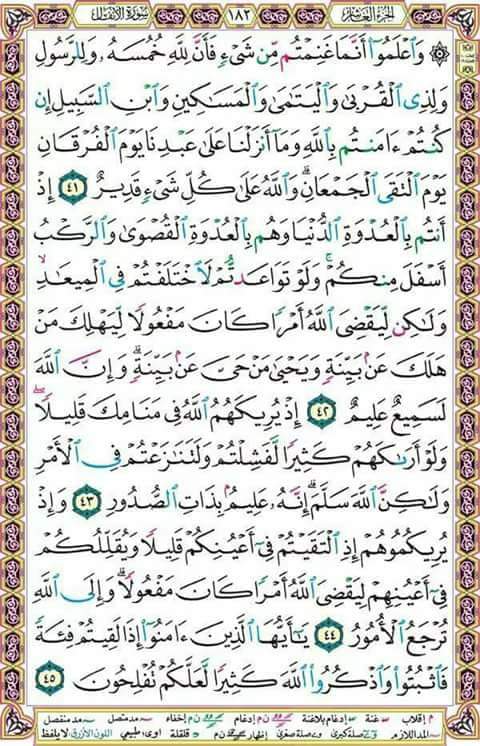 الجزء العاشر
١٨٢
سورة الأنفال
۞ وَٱعۡلَمُوٓاْ أَنَّمَا غَنِمۡتُم مِّن شَيۡءٖ فَأَنَّ لِلَّهِ خُمُسَهُۥ وَلِلرَّسُولِ
وَلِذِي ٱلۡقُرۡبَىٰ وَٱلۡيَتَٰمَىٰ وَٱلۡمَسَٰكِينِ وَٱبۡنِ ٱلسَّبِيلِ إِن
كُنتُمۡ ءَامَنتُم بِٱللَّهِ وَمَآ أَنزَلۡنَا عَلَىٰ عَبۡدِنَا يَوۡمَ ٱلۡفُرۡقَانِ
يَوۡمَ ٱلۡتَقَى ٱلۡجَمۡعَانِۗ وَٱللَّهُ عَلَىٰ كُلِّ شَيۡءٖ قَدِيرٌ ٤١ إِذۡ
أَنتُم بِٱلۡعُدۡوَةِ ٱلدُّنۡيَا وَهُم بِٱلۡعُدۡوَةِ ٱلۡقُصۡوَىٰ وَٱلرَّكۡبُ
أَسۡفَلَ مِنكُمۡۚ وَلَوۡ تَوَاعَدتُّمۡ لَٱخۡتَلَفۡتُمۡ فِي ٱلۡمِيعَٰدِ
وَلَٰكِن لِّيَقۡضِيَ ٱللَّهُ أَمۡرٗا كَانَ مَفۡعُولٗا لِّيَهۡلِكَ مَنۡ
هَلَكَ عَنۢ بَيِّنَةٖ وَيَحۡيَىٰ مَنۡ حَيَّ عَنۢ بَيِّنَةٖۗ وَإِنَّ ٱللَّهَ
لَسَمِيعٌ عَلِيمٌ ٤٢ إِذۡ يُرِيكَهُمُ ٱللَّهُ فِي مَنَامِكَ قَلِيلٗاۖ
وَلَوۡ أَرَىٰكَهُمۡ كَثِيرٗا لَّفَشِلۡتُمۡ وَلَتَنَٰزَعۡتُمۡ فِي ٱلۡأَمۡرِ
وَلَٰكِنَّ ٱللَّهَ سَلَّمَۗ إِنَّهُۥ عَلِيمُۢ بِذَاتِ ٱلصُّدُورِ ٤٣ وَإِذۡ
يُرِيكُمُوهُمۡ إِذِ ٱلۡتَقَيۡتُمۡ فِيٓ أَعۡيُنِكُمۡ قَلِيلٗا وَيُقَلِّلُكُمۡ
فِيٓ أَعۡيُنِهِمۡ لِيَقۡضِيَ ٱللَّهُ أَمۡرٗا كَانَ مَفۡعُولٗاۗ وَإِلَى ٱللَّهِ
تُرۡجَعُ ٱلۡأُمُورُ ٤٤ يَٰٓأَيُّهَا ٱلَّذِينَ ءَامَنُوٓاْ إِذَا لَقِيتُمۡ فِئَةٗ
فَٱثۡبُتُواْ وَٱذۡكُرُواْ ٱللَّهَ كَثِيرٗا لَّعَلَّكُمۡ تُفۡلِحُونَ ٤٥
م إقلاب غنة إدغام بلاغنة ن م إدغام ن م إخفاء مد متصل مد منفصل
المد اللازم صلة كبرى وصلة صغرى إظهار ن م قلقلة ا و ى: طبيعي اللون الأزرق لا يلفظ